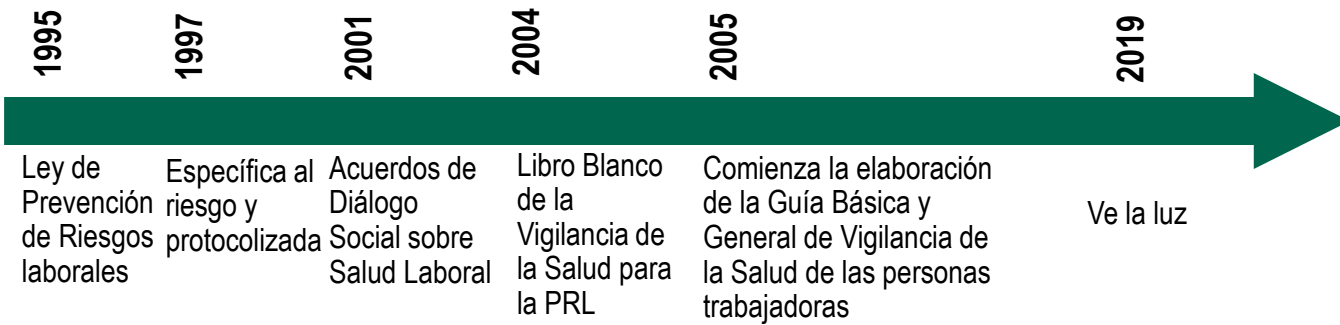 1995
1997
2001
2004
2005
2019
Ley de
Prevención
de Riesgos
laborales
Específica al
riesgo y
protocolizada
Acuerdos de
Diálogo
Social sobre
Salud Laboral
Libro Blanco
de la
Vigilancia de
la Salud para
la PRL
Comienza la elaboración
de la Guía Básica y
General de Vigilancia de
la Salud de las personas
trabajadoras
Ve la luz